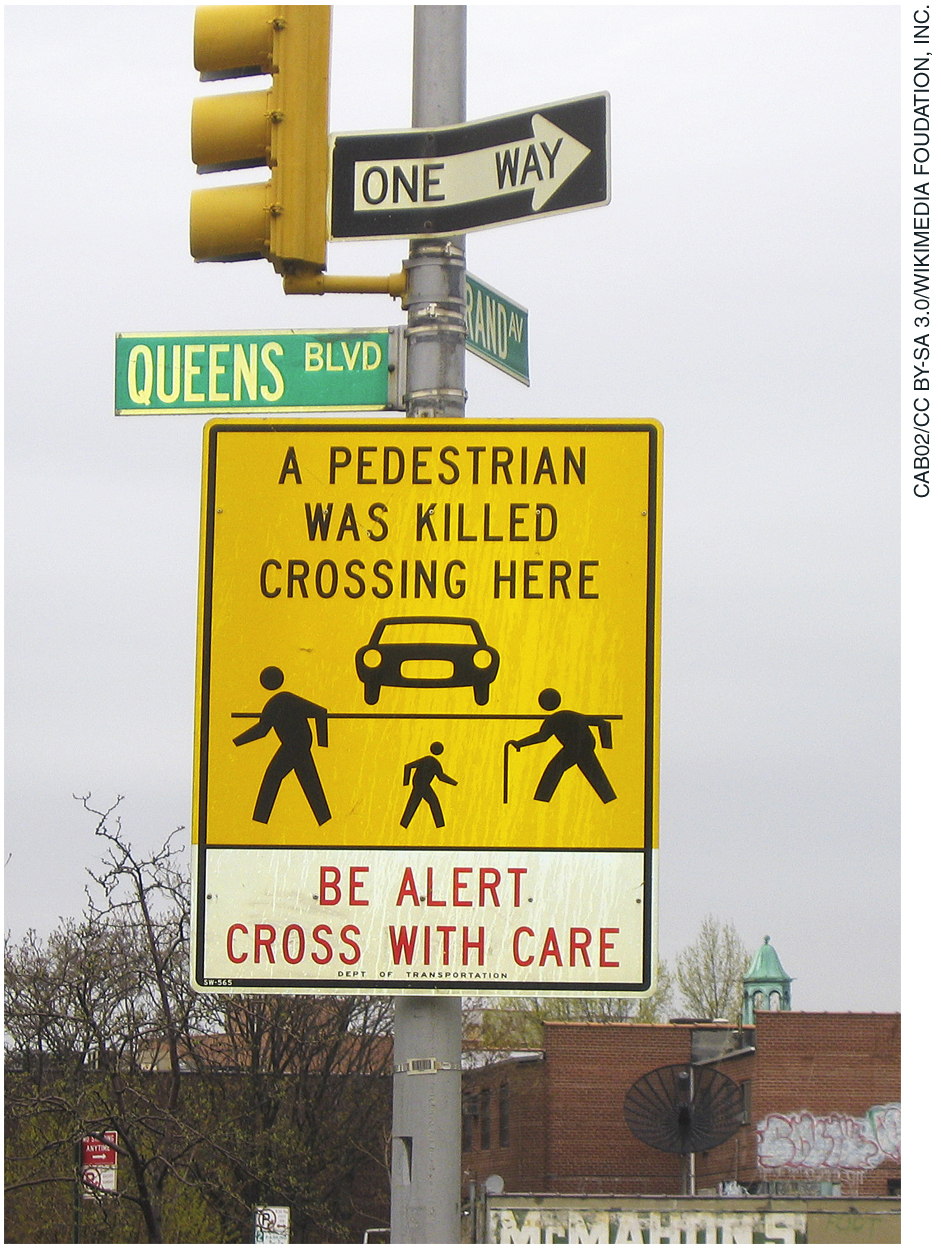 ONE WAY
RAND AV
QUEENS BLVD
A PEDESTRIAN
WAS KILLED
CROSSING HERE
BE ALERT
CROSS WITH CARE
DEPT OF TRANSPORTATION
SW-565
ANYTIME
McMAHON'S
CAB02/CC BY-SA 3.0/WIKIMEDIA FOUDATION, INC.